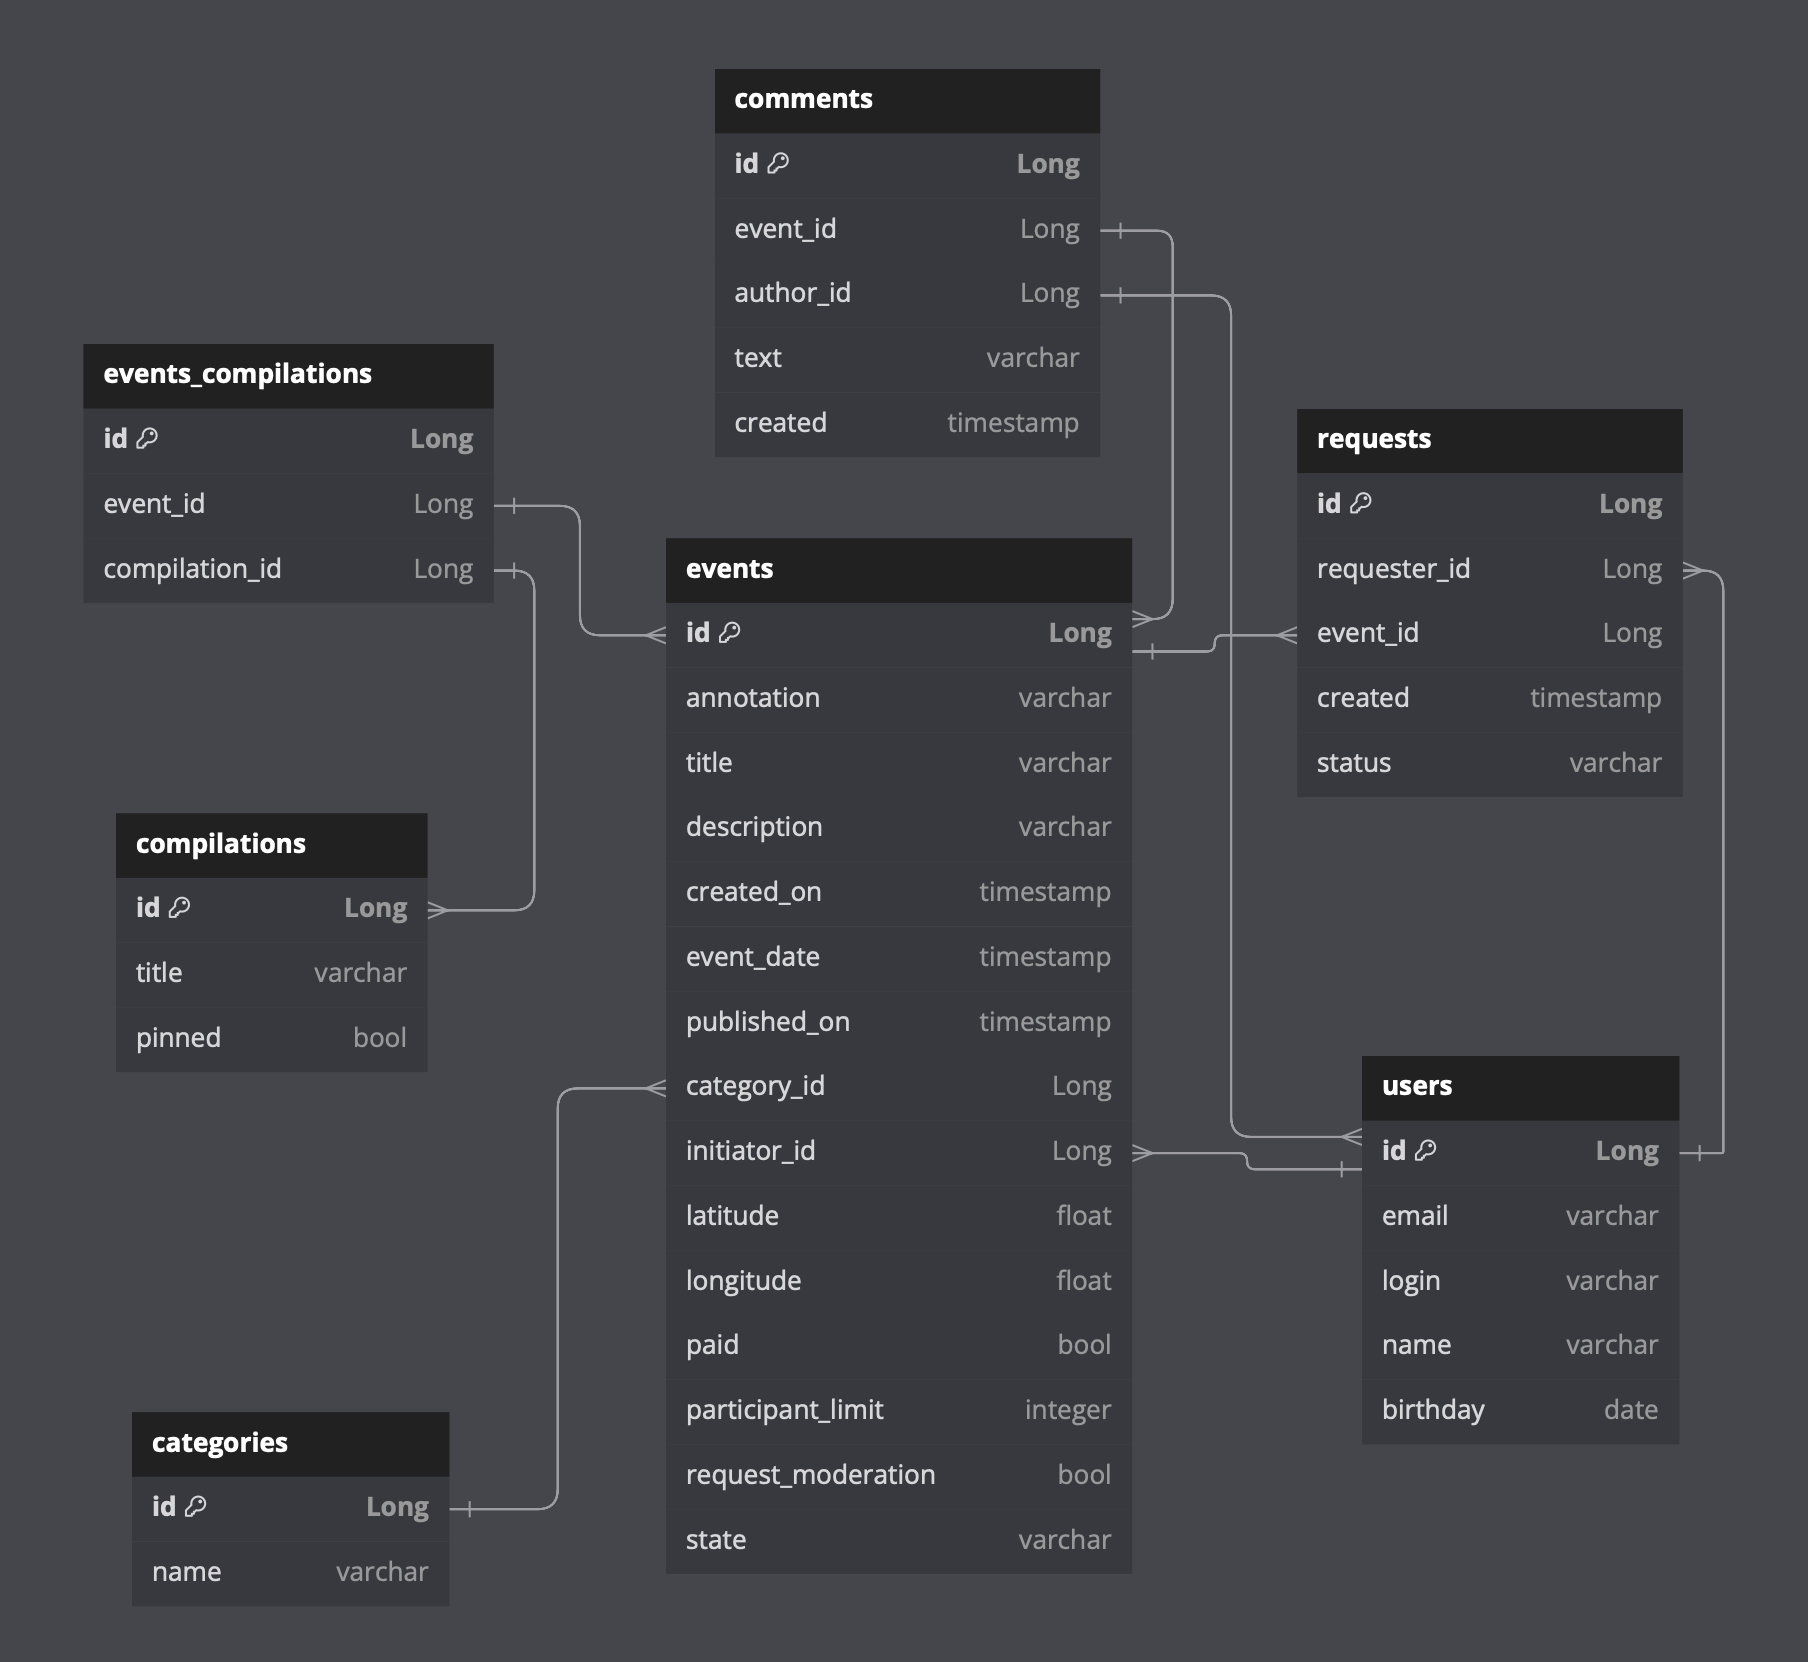 comments
id Long
event_id Long
author_id Long
text varchar
created timestamp
events_compilations
id Long
event_id Long
compilation_id Long
requests
id Long
requester_id Long
event_id Long
created timestamp
status varchar
events
id Long
annotation varchar
title varchar
description varchar
created_on timestamp
event_date timestamp
published_on timestamp
category_id Long
initiator_id Long
latitude float
longitude float
paid bool
participant_limit integer
request_moderation bool
state varchar
compilations
id Long
title varchar
pinned bool
users
id Long
email varchar
login varchar
name varchar
birthday date
categories
id Long
name varchar